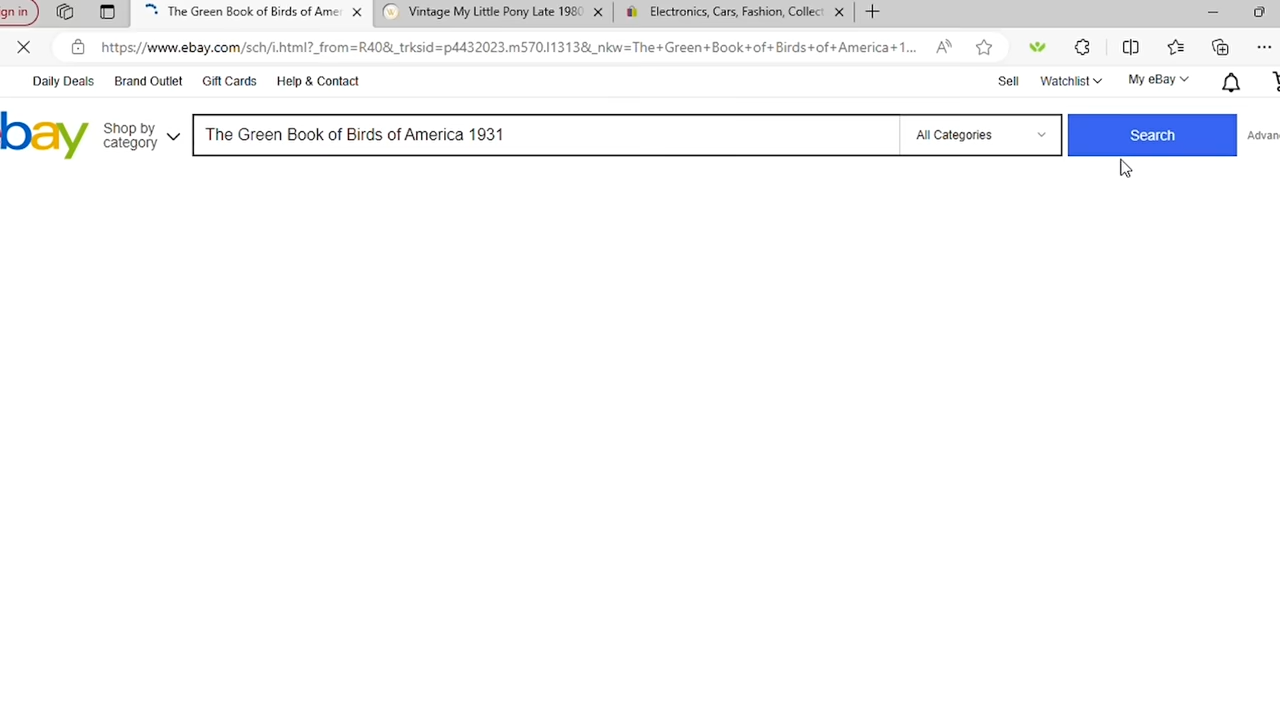 gn in
The Green Book of Birds of Amer
Vintage My Little Pony Late 1980
Electronics, Cars, Fashion, Collect
https://www.ebay.com/sch/i.html?_from=R40&_trksid=p4432023.m570.l1313&_nkw=The+Green+Book+of+Birds+of+America+1...
Daily Deals
Brand Outlet
Gift Cards
Help & Contact
Sell
Watchlist
My eBay
bay
Shop by
category
The Green Book of Birds of America 1931
All Categories
Search
Advan